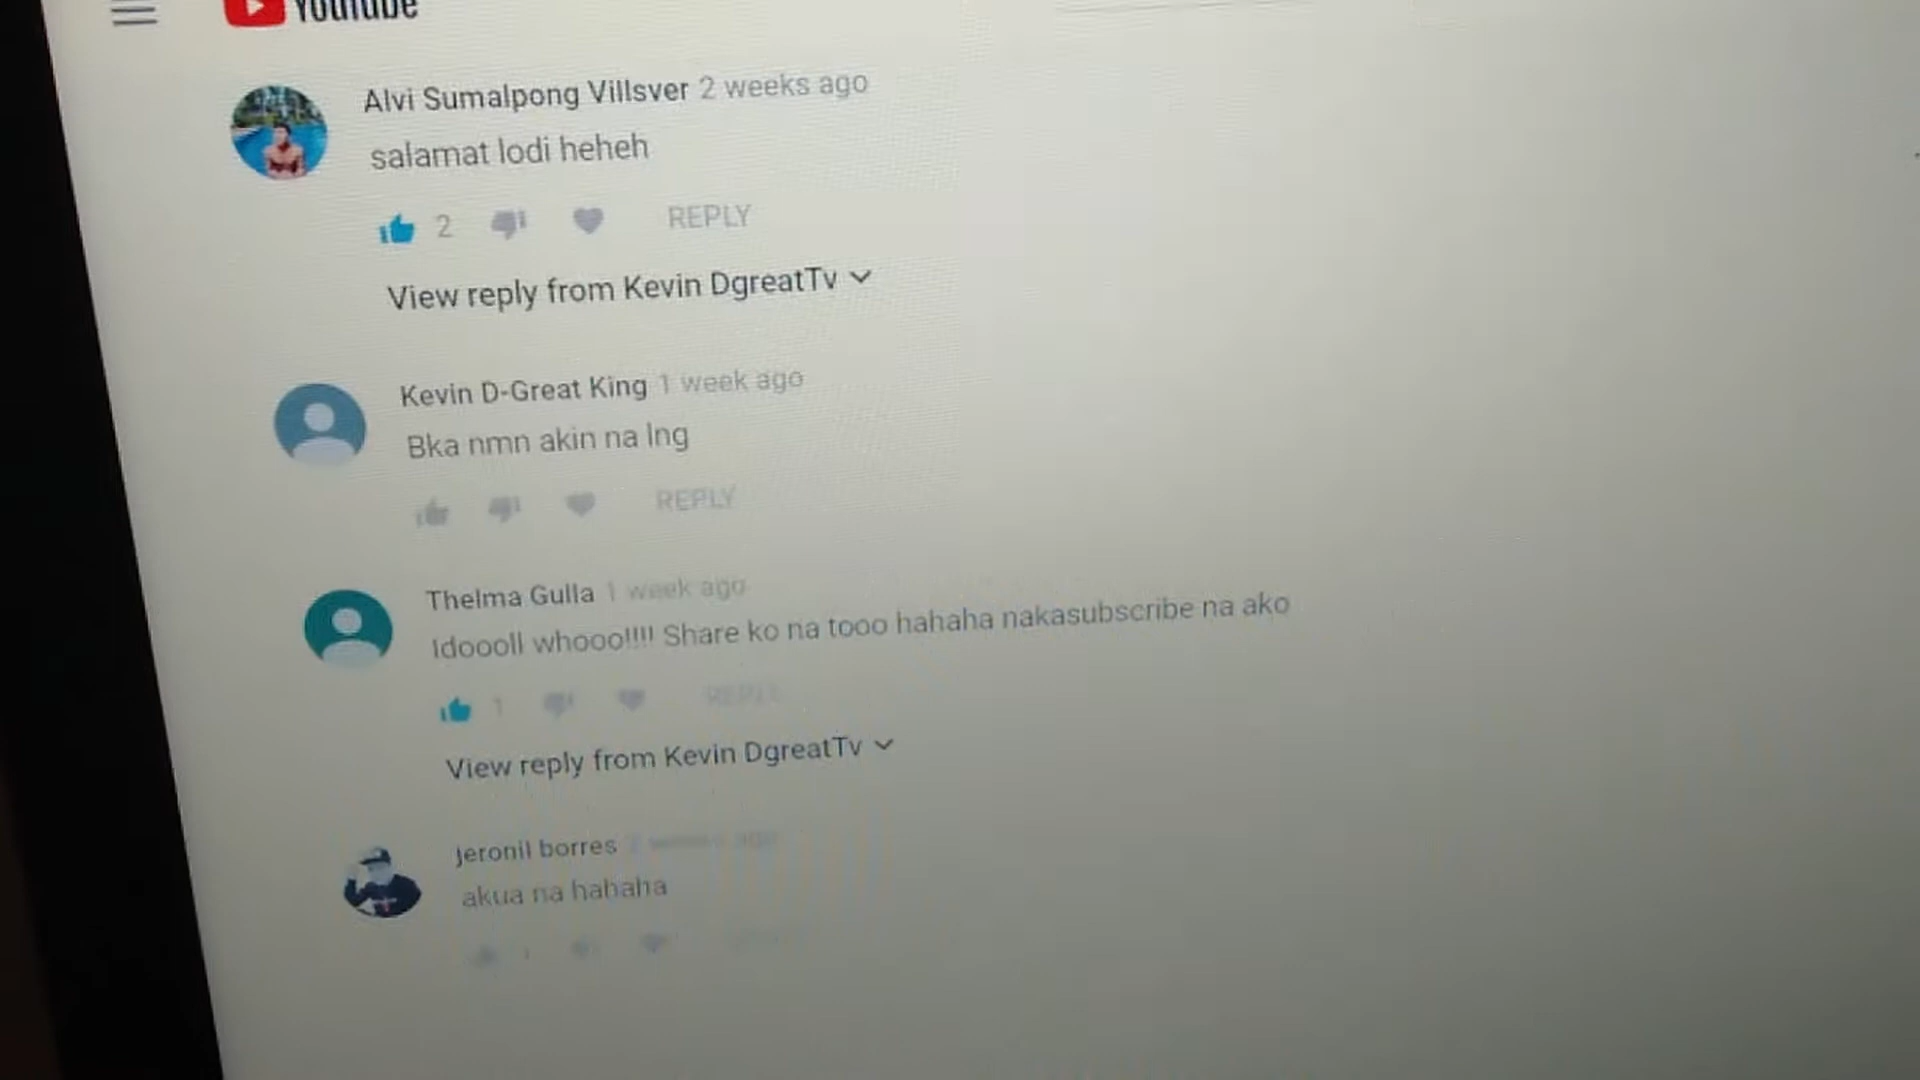 YouTube
Alvi Sumalpong Villsver 2 weeks ago
salamat lodi heheh
2 REPLY
View reply from Kevin DgreatTv
Kevin D-Great King 1 week ago
Bka nmn akin na lng
REPLY
Thelma Gulla 1 week ago
Idoooll whooo!!!! Share ko na tooo hahaha nakasubscribe na ako
1 REPLY
View reply from Kevin DgreatTv
jeronil borres
akua na hahaha